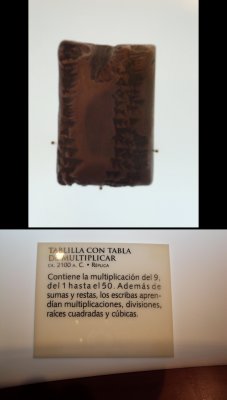 TABLILLA CON TABLA
DE MULTIPLICAR
ca. 2100 a. C. • Réplica
Contiene la multiplicación del 9,
del 1 hasta el 50. Además de
sumas y restas, los escribas apren-
dían multiplicaciones, divisiones,
raíces cuadradas y cúbicas.